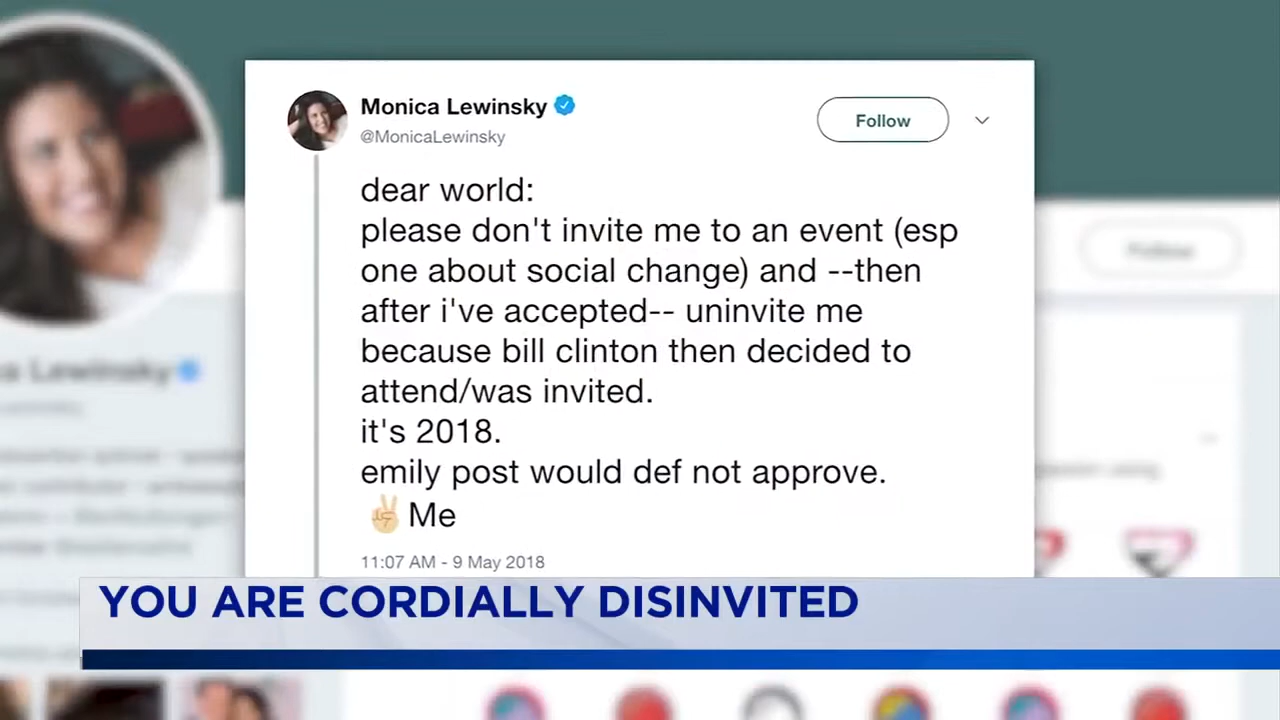 Monica Lewinsky
@MonicaLewinsky
Follow
dear world:
please don't invite me to an event (esp
one about social change) and --then
after i've accepted-- uninvite me
because bill clinton then decided to
attend/was invited.
it's 2018.
emily post would def not approve.
✌🏼 Me
11:07 AM - 9 May 2018
YOU ARE CORDIALLY DISINVITED
Follow
a Lewinsky